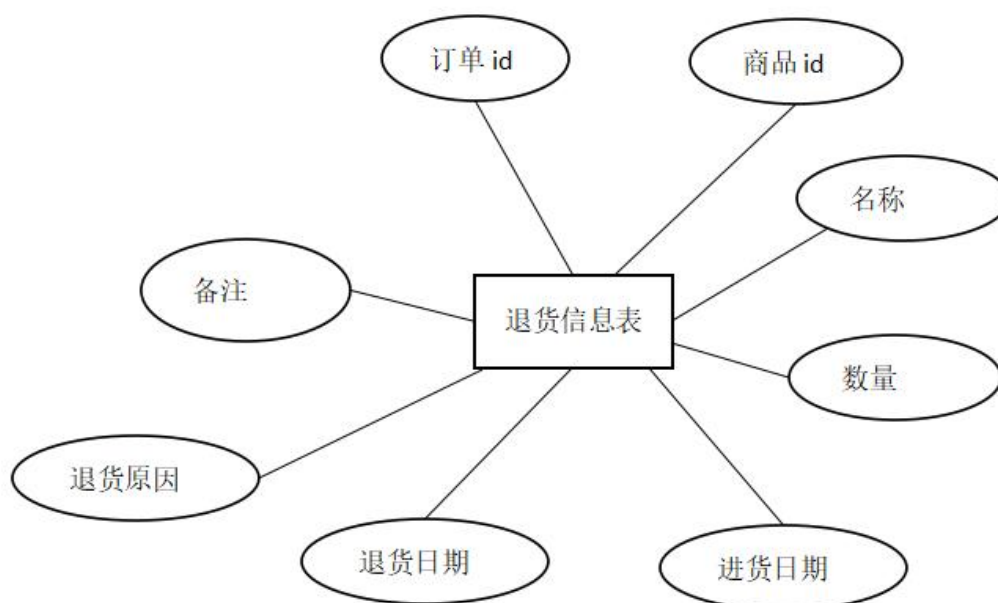 订单 id
商品 id
名称
备注
退货信息表
数量
退货原因
退货日期
进货日期